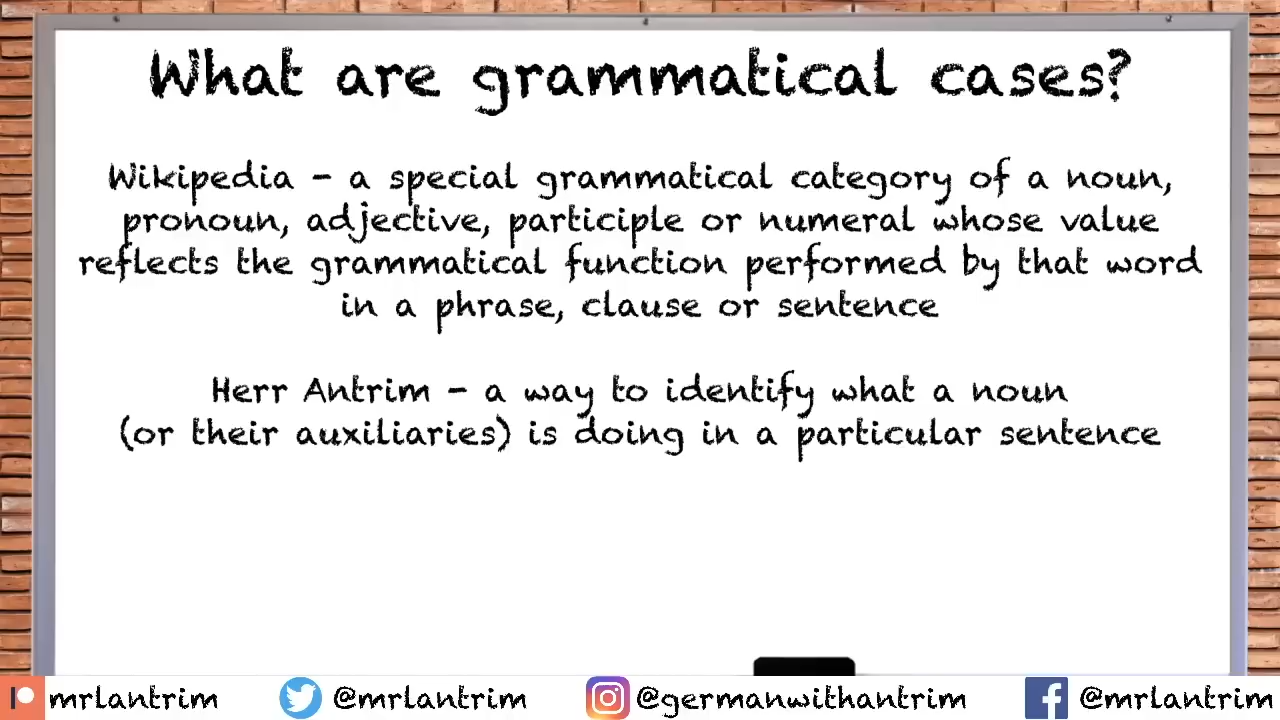 What are grammatical cases?
Wikipedia - a special grammatical category of a noun,
pronoun, adjective, participle or numeral whose value
reflects the grammatical function performed by that word
in a phrase, clause or sentence
Herr Antrim - a way to identify what a noun
(or their auxiliaries) is doing in a particular sentence
mrlantrim @mrlantrim @germanwithantrim @mrlantrim